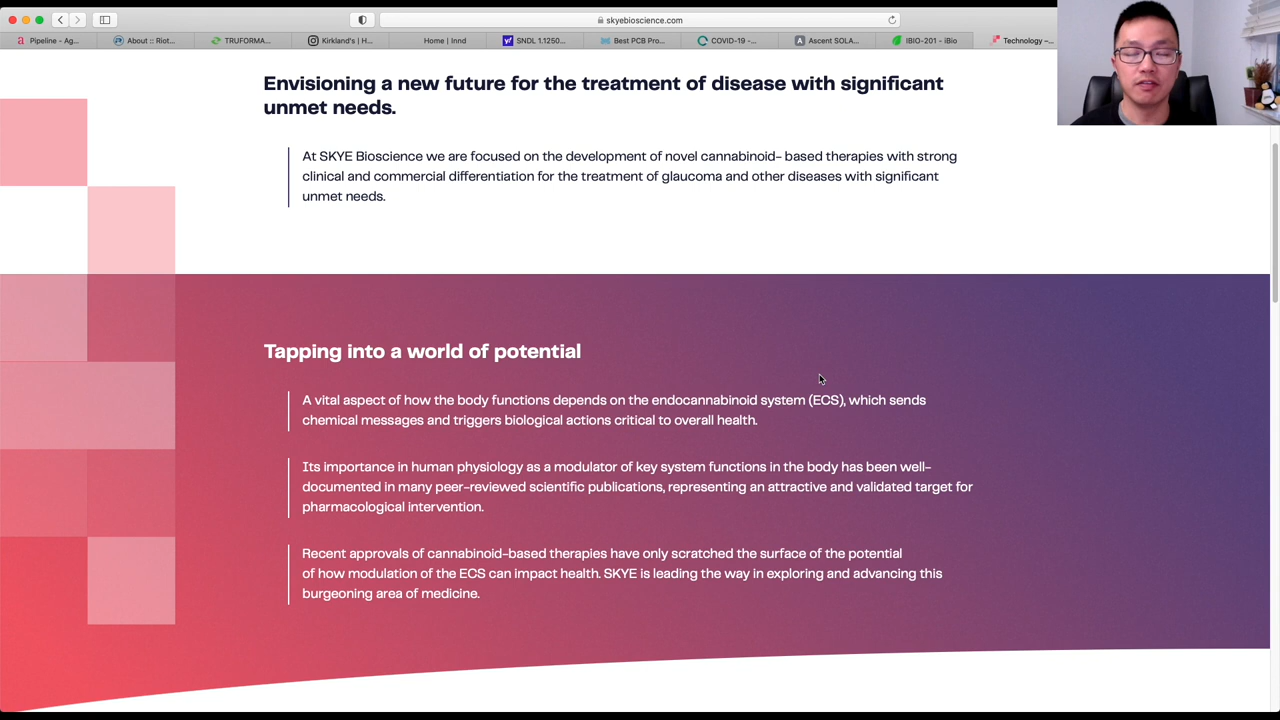 skyebioscience.com
Pipeline - Ag...
About :: Riot...
TRUFORMA...
Kirkland's | H...
Home | Innd
SNDL 1.1250...
Best PCB Pro...
COVID-19 -...
Ascent SOLA...
IBIO-201 - iBio
Technology –...
Envisioning a new future for the treatment of disease with significant
unmet needs.
At SKYE Bioscience we are focused on the development of novel cannabinoid- based therapies with strong
clinical and commercial differentiation for the treatment of glaucoma and other diseases with significant
unmet needs.
Tapping into a world of potential
A vital aspect of how the body functions depends on the endocannabinoid system (ECS), which sends
chemical messages and triggers biological actions critical to overall health.
Its importance in human physiology as a modulator of key system functions in the body has been well-
documented in many peer-reviewed scientific publications, representing an attractive and validated target for
pharmacological intervention.
Recent approvals of cannabinoid-based therapies have only scratched the surface of the potential
of how modulation of the ECS can impact health. SKYE is leading the way in exploring and advancing this
burgeoning area of medicine.